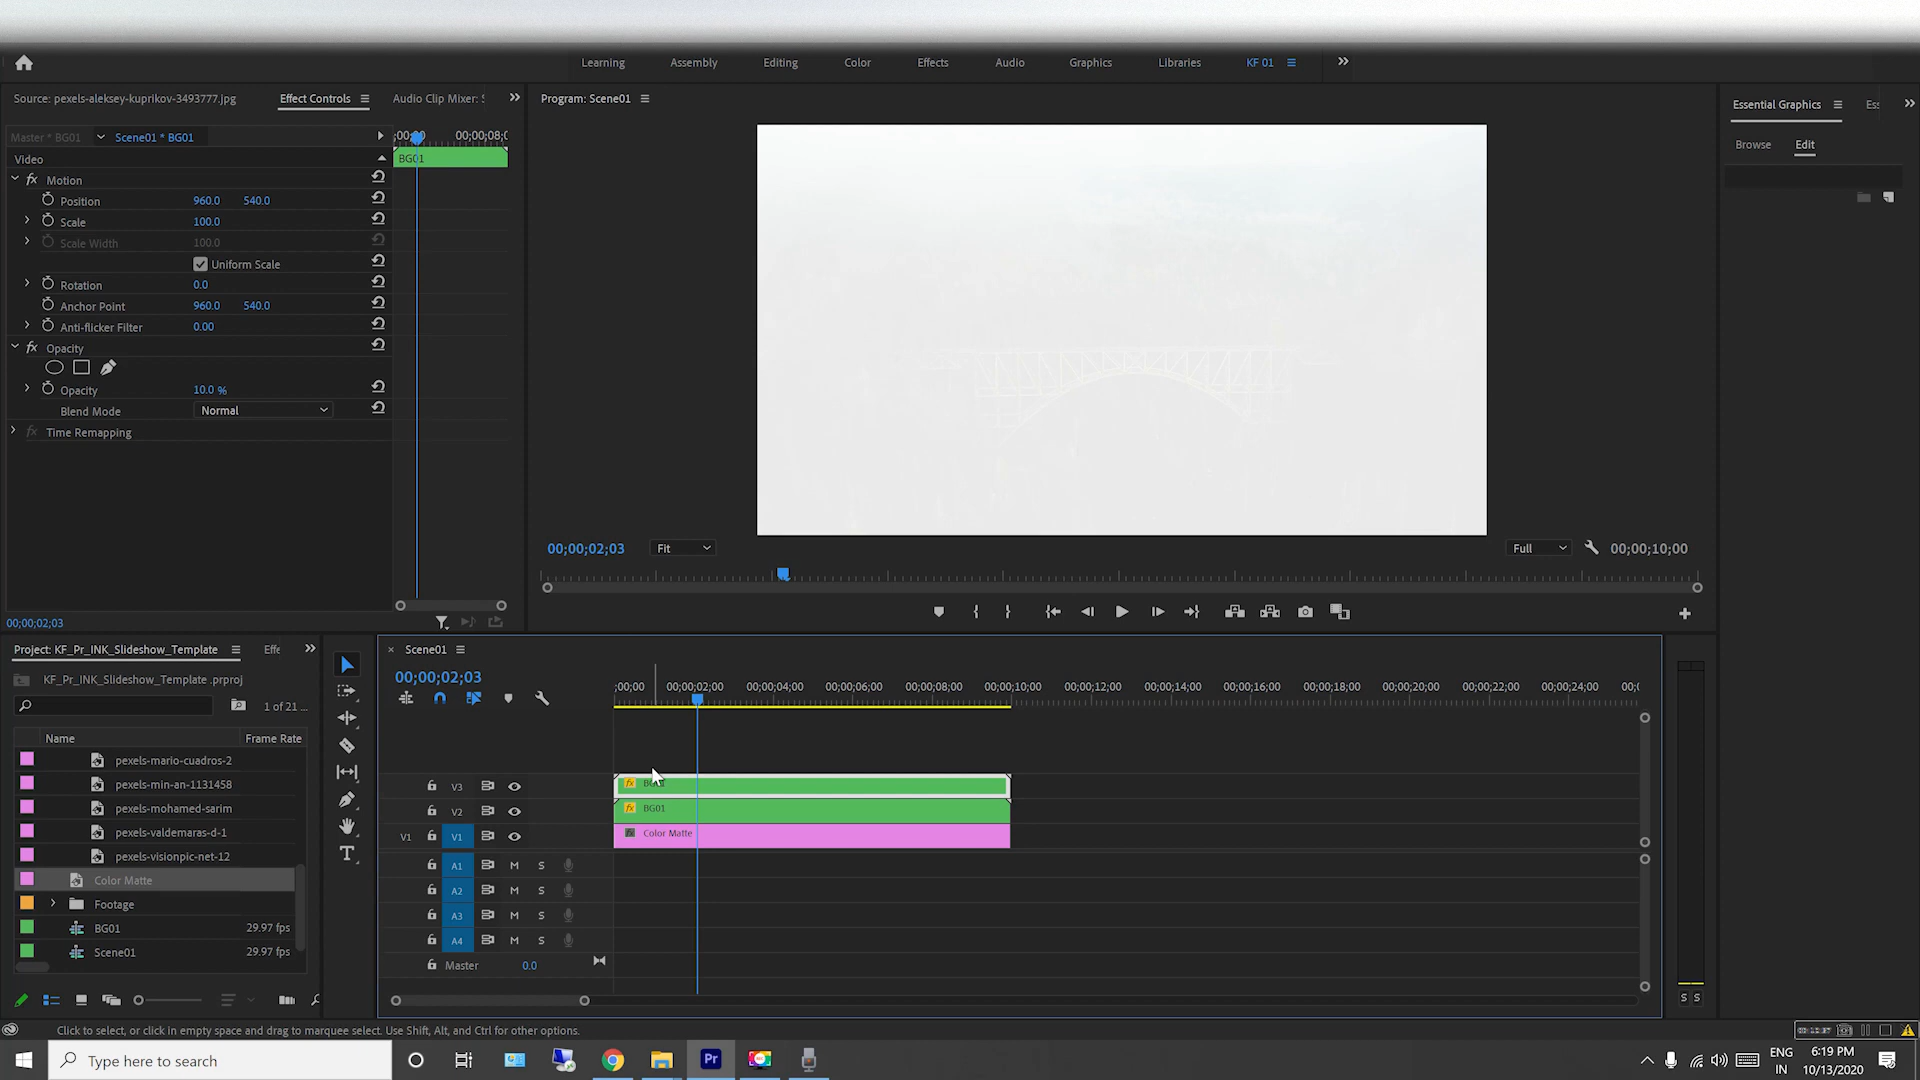 Learning Assembly Editing Color Effects Audio Graphics Libraries KF 01
Source: pexels-aleksey-kuprikov-3493777.jpg Effect Controls Audio Clip Mixer: S
Program: Scene01
Essential Graphics Es
Master * BG01 Scene01 * BG01
00;00;08;0
Browse Edit
Video BG01
fx Motion
Position 960.0 540.0
Scale 100.0
Scale Width 100.0
Uniform Scale
Rotation 0.0
Anchor Point 960.0 540.0
Anti-flicker Filter 0.00
fx Opacity
Opacity 10.0 %
Blend Mode Normal
fx Time Remapping
00;00;02;03 Fit Full 00;00;10;00
00;00;02;03
Project: KF_Pr_INK_Slideshow_Template Effe
KF_Pr_INK_Slideshow_Template .prproj
1 of 21 ...
Name Frame Rate
pexels-mario-cuadros-2
pexels-min-an-1131458
pexels-mohamed-sarim
pexels-valdemaras-d-1
pexels-visionpic-net-12
Color Matte
Footage
BG01 29.97 fps
Scene01 29.97 fps
Scene01
00;00;02;03
;00;00 00;00;02;00 00;00;04;00 00;00;06;00 00;00;08;00 00;00;10;00 00;00;12;00 00;00;14;00 00;00;16;00 00;00;18;00 00;00;20;00 00;00;22;00 00;00;24;00 00;0
V3 fx
V2 fx BG01
V1 V1 fx Color Matte
A1 M S
A2 M S
A3 M S
A4 M S
Master 0.0
S S
Click to select, or click in empty space and drag to marquee select. Use Shift, Alt, and Ctrl for other options.
Type here to search
Pr
ENG
IN
6:19 PM
10/13/2020